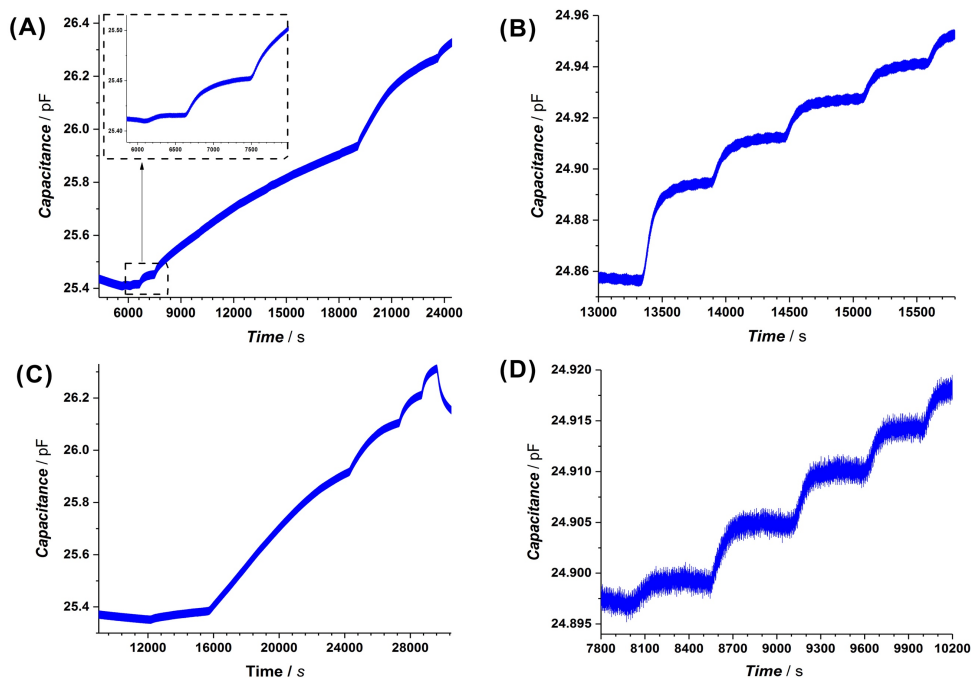 (A)
26.4
26.2
26.0
25.8
25.6
25.4
Capacitance / pF
25.50
25.45
25.40
6000 6500 7000 7500
6000 9000 12000 15000 18000 21000 24000
Time / s
(B)
24.96
24.94
24.92
24.90
24.88
24.86
Capacitance / pF
13000 13500 14000 14500 15000 15500
Time / s
(C)
26.2
26.0
25.8
25.6
25.4
Capacitance / pF
12000 16000 20000 24000 28000
Time / s
(D)
24.920
24.915
24.910
24.905
24.900
24.895
Capacitance / pF
7800 8100 8400 8700 9000 9300 9600 9900 10200
Time / s